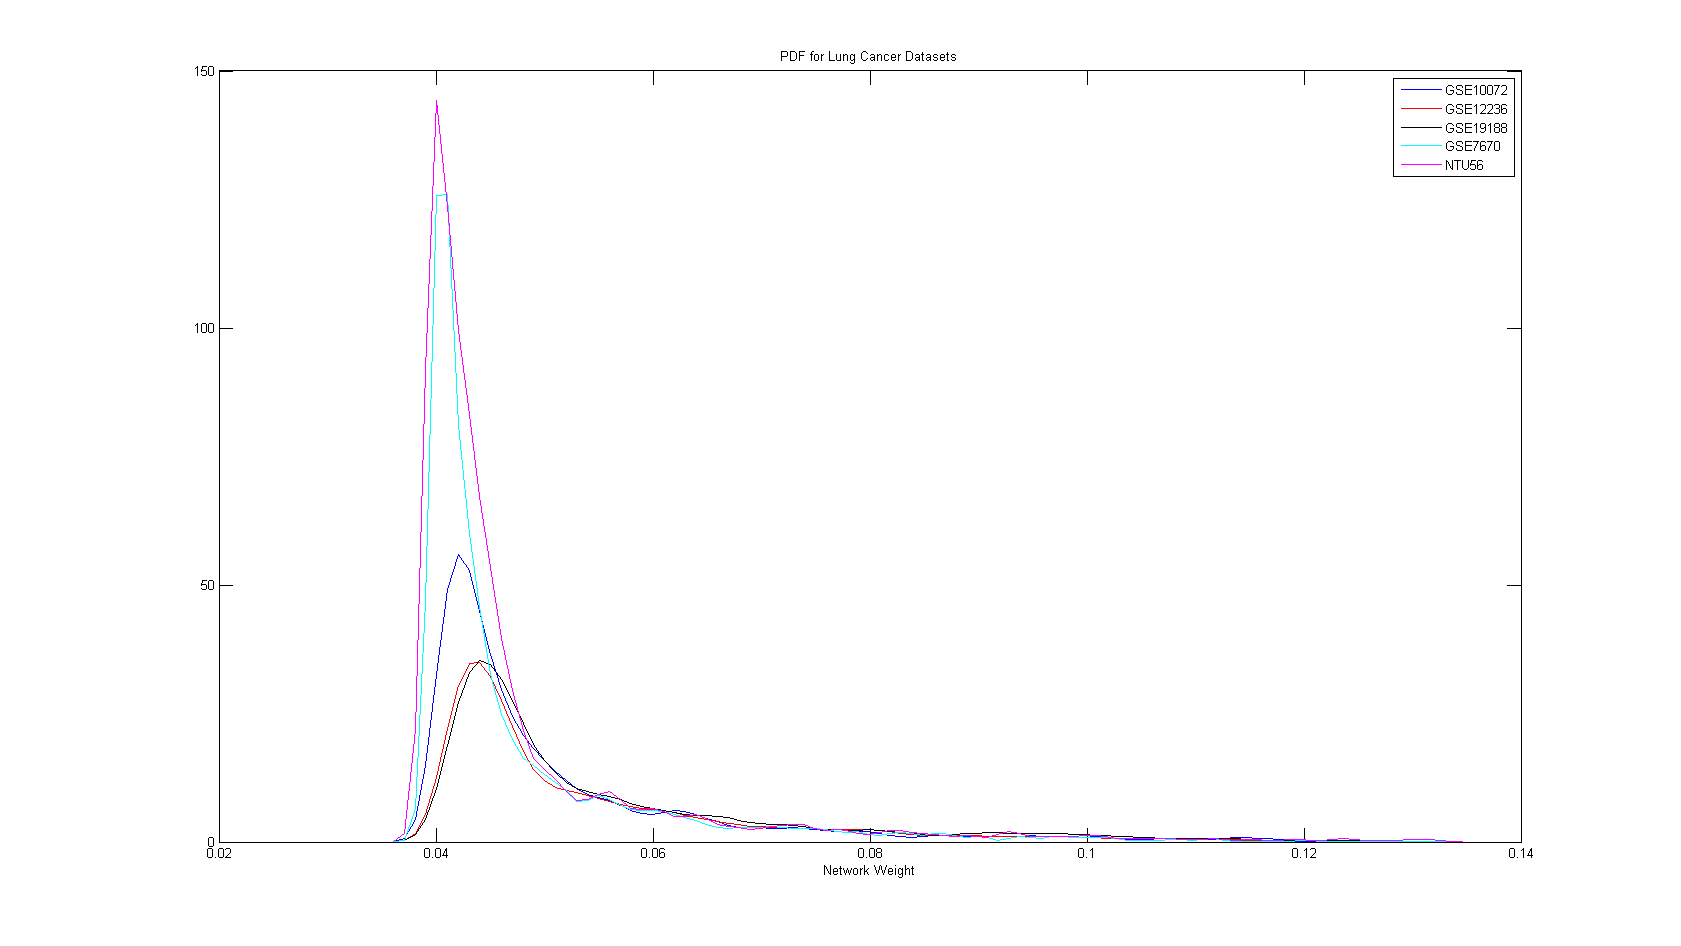 PDF for Lung Cancer Datasets
150
GSE10072
GSE12236
GSE19188
GSE7670
NTU56
100
50
0
0.02
0.04
0.06
0.08
0.1
0.12
0.14
Network Weight